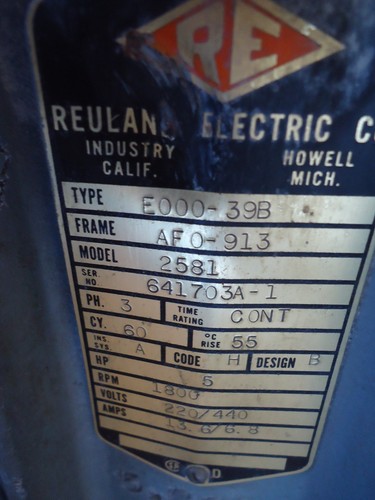 RE
REULAND ELECTRIC C
INDUSTRY HOWELL
CALIF. MICH.
TYPE E000-39B
FRAME AFO-913
MODEL 2581
SER. NO 641703A-1
PH. 3 TIME RATING CONT
CY. 60 °C RISE 55
INS. SYS. A CODE H DESIGN B
HP 5
RPM 1800
VOLTS 220/440
AMPS 13.6/6.8